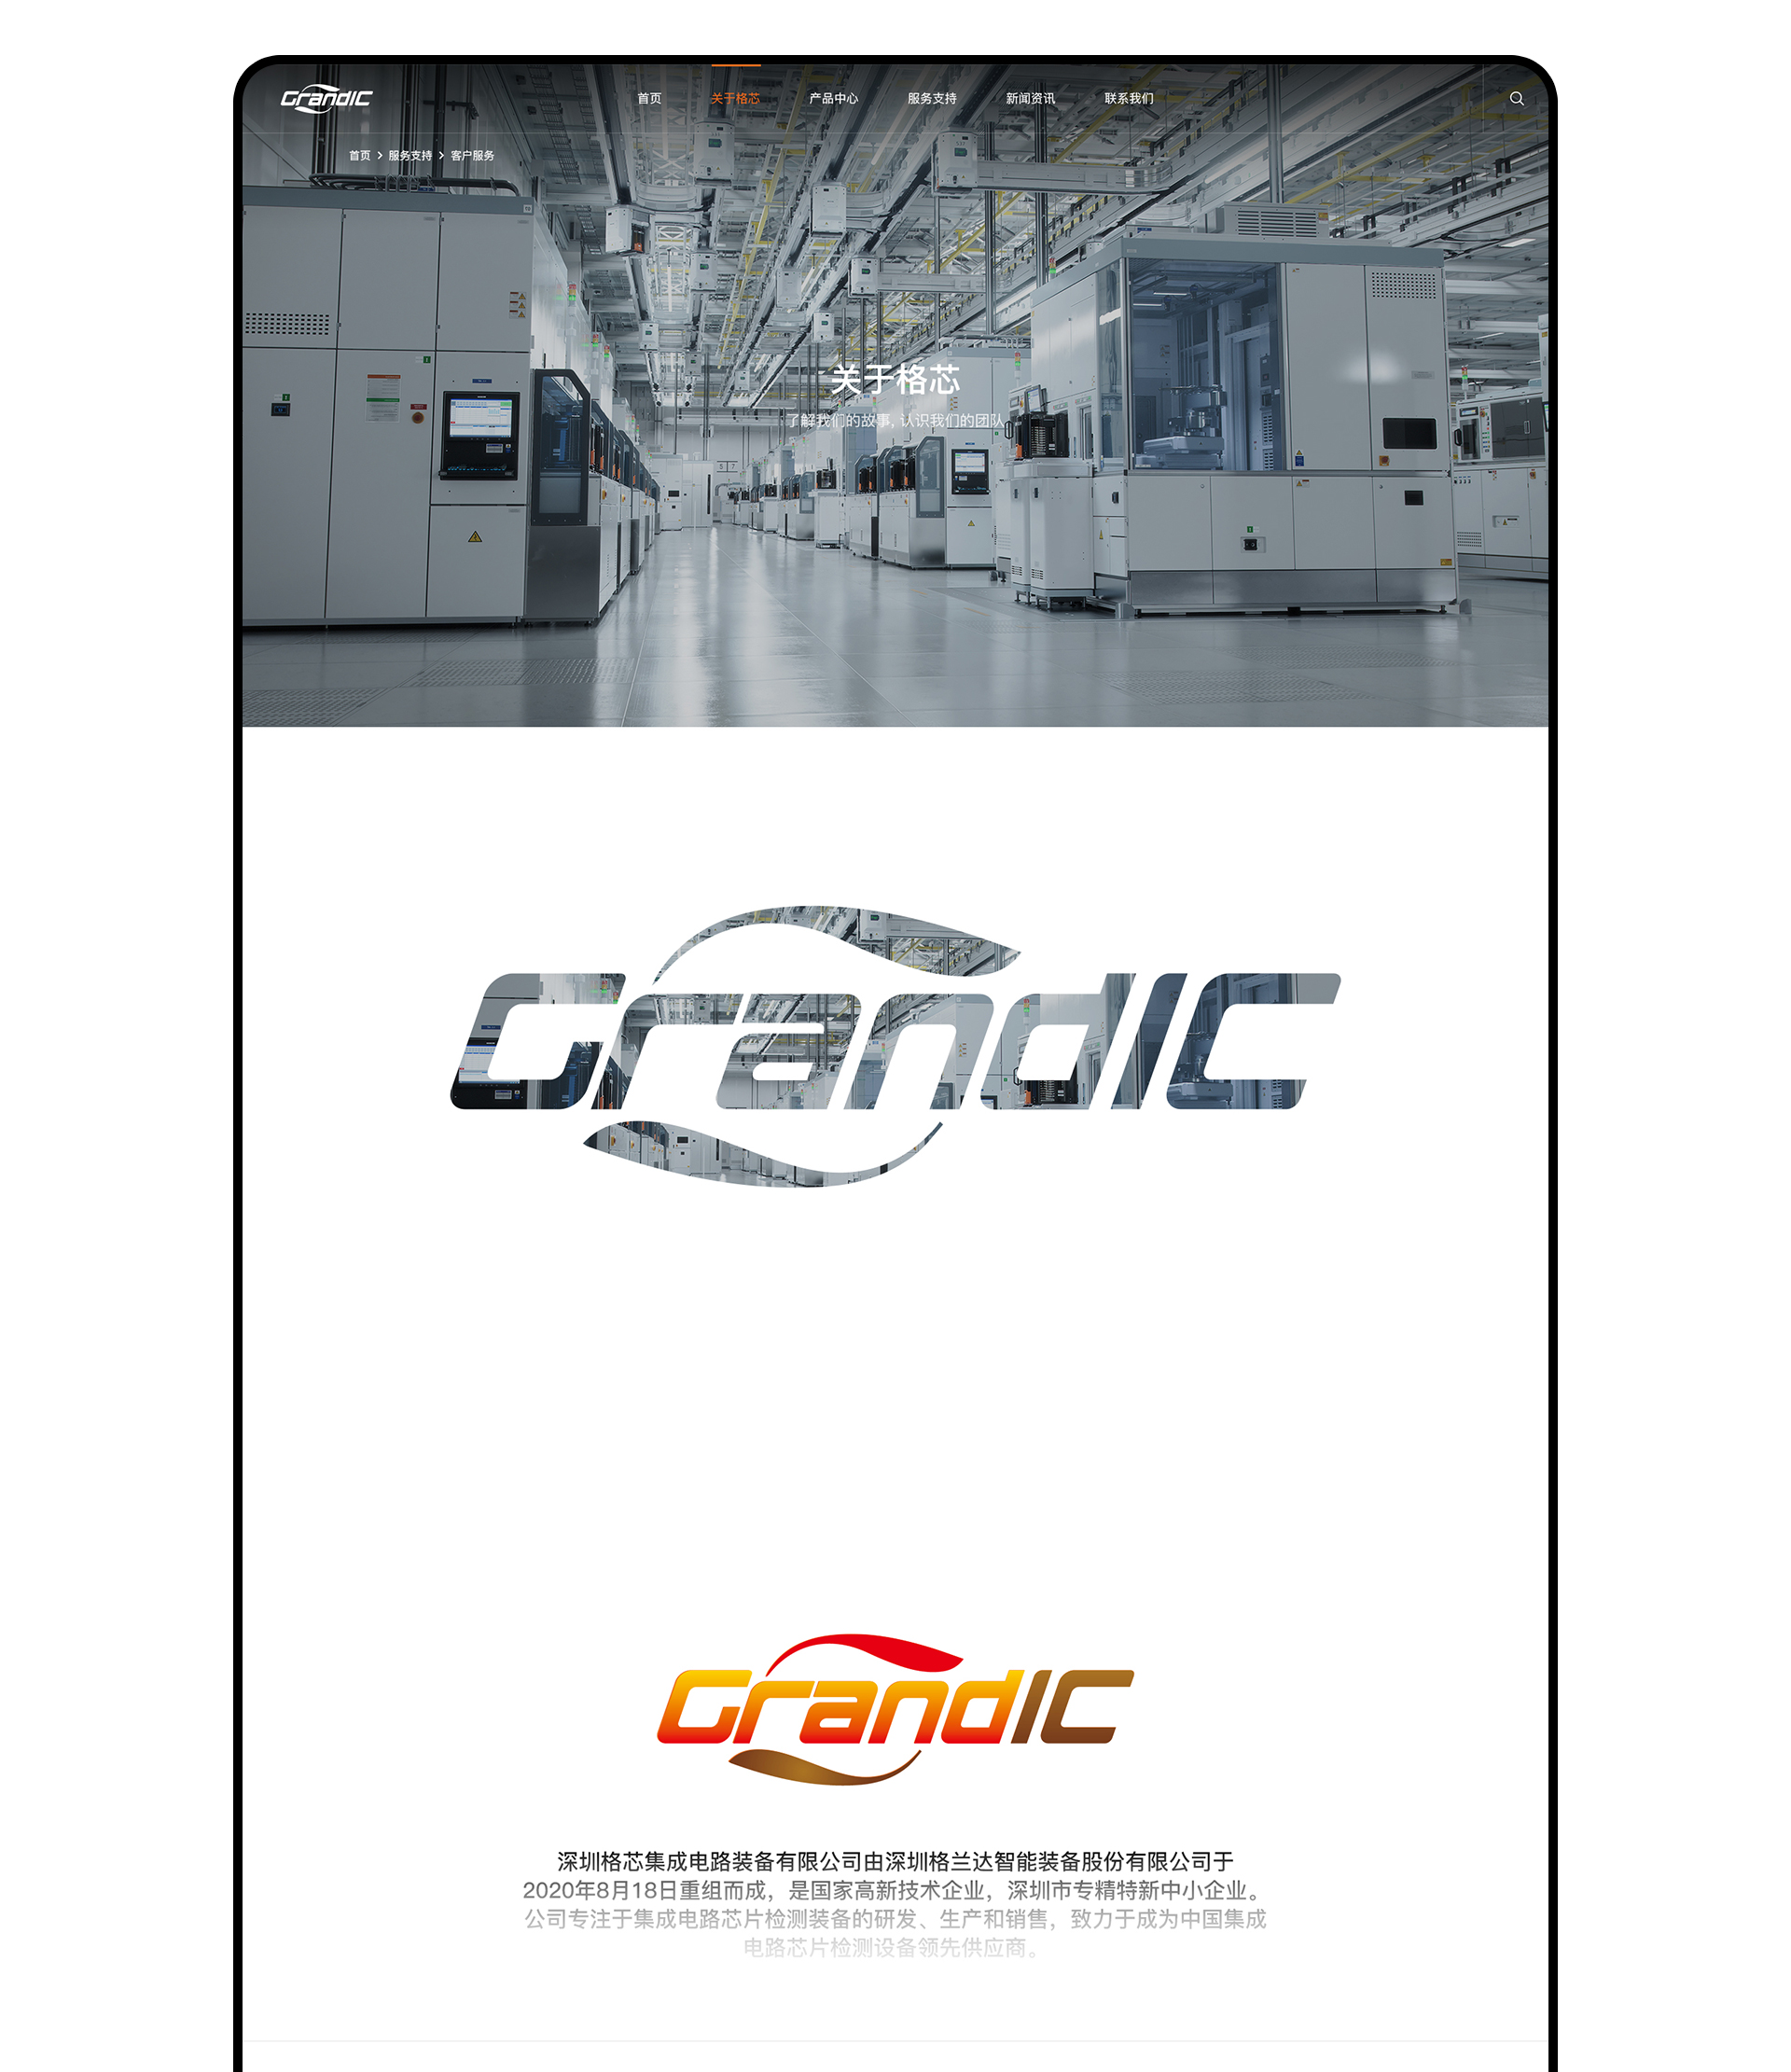 GrandIC
首页
关于格芯
产品中心
服务支持
新闻资讯
联系我们
首页 > 服务支持 > 客户服务
关于格芯
了解我们的故事, 认识我们的团队
GrandIC
GrandIC
深圳格芯集成电路装备有限公司由深圳格兰达智能装备股份有限公司于
2020年8月18日重组而成，是国家高新技术企业，深圳市专精特新中小企业。
公司专注于集成电路芯片检测装备的研发、生产和销售，致力于成为中国集成
电路芯片检测设备领先供应商。